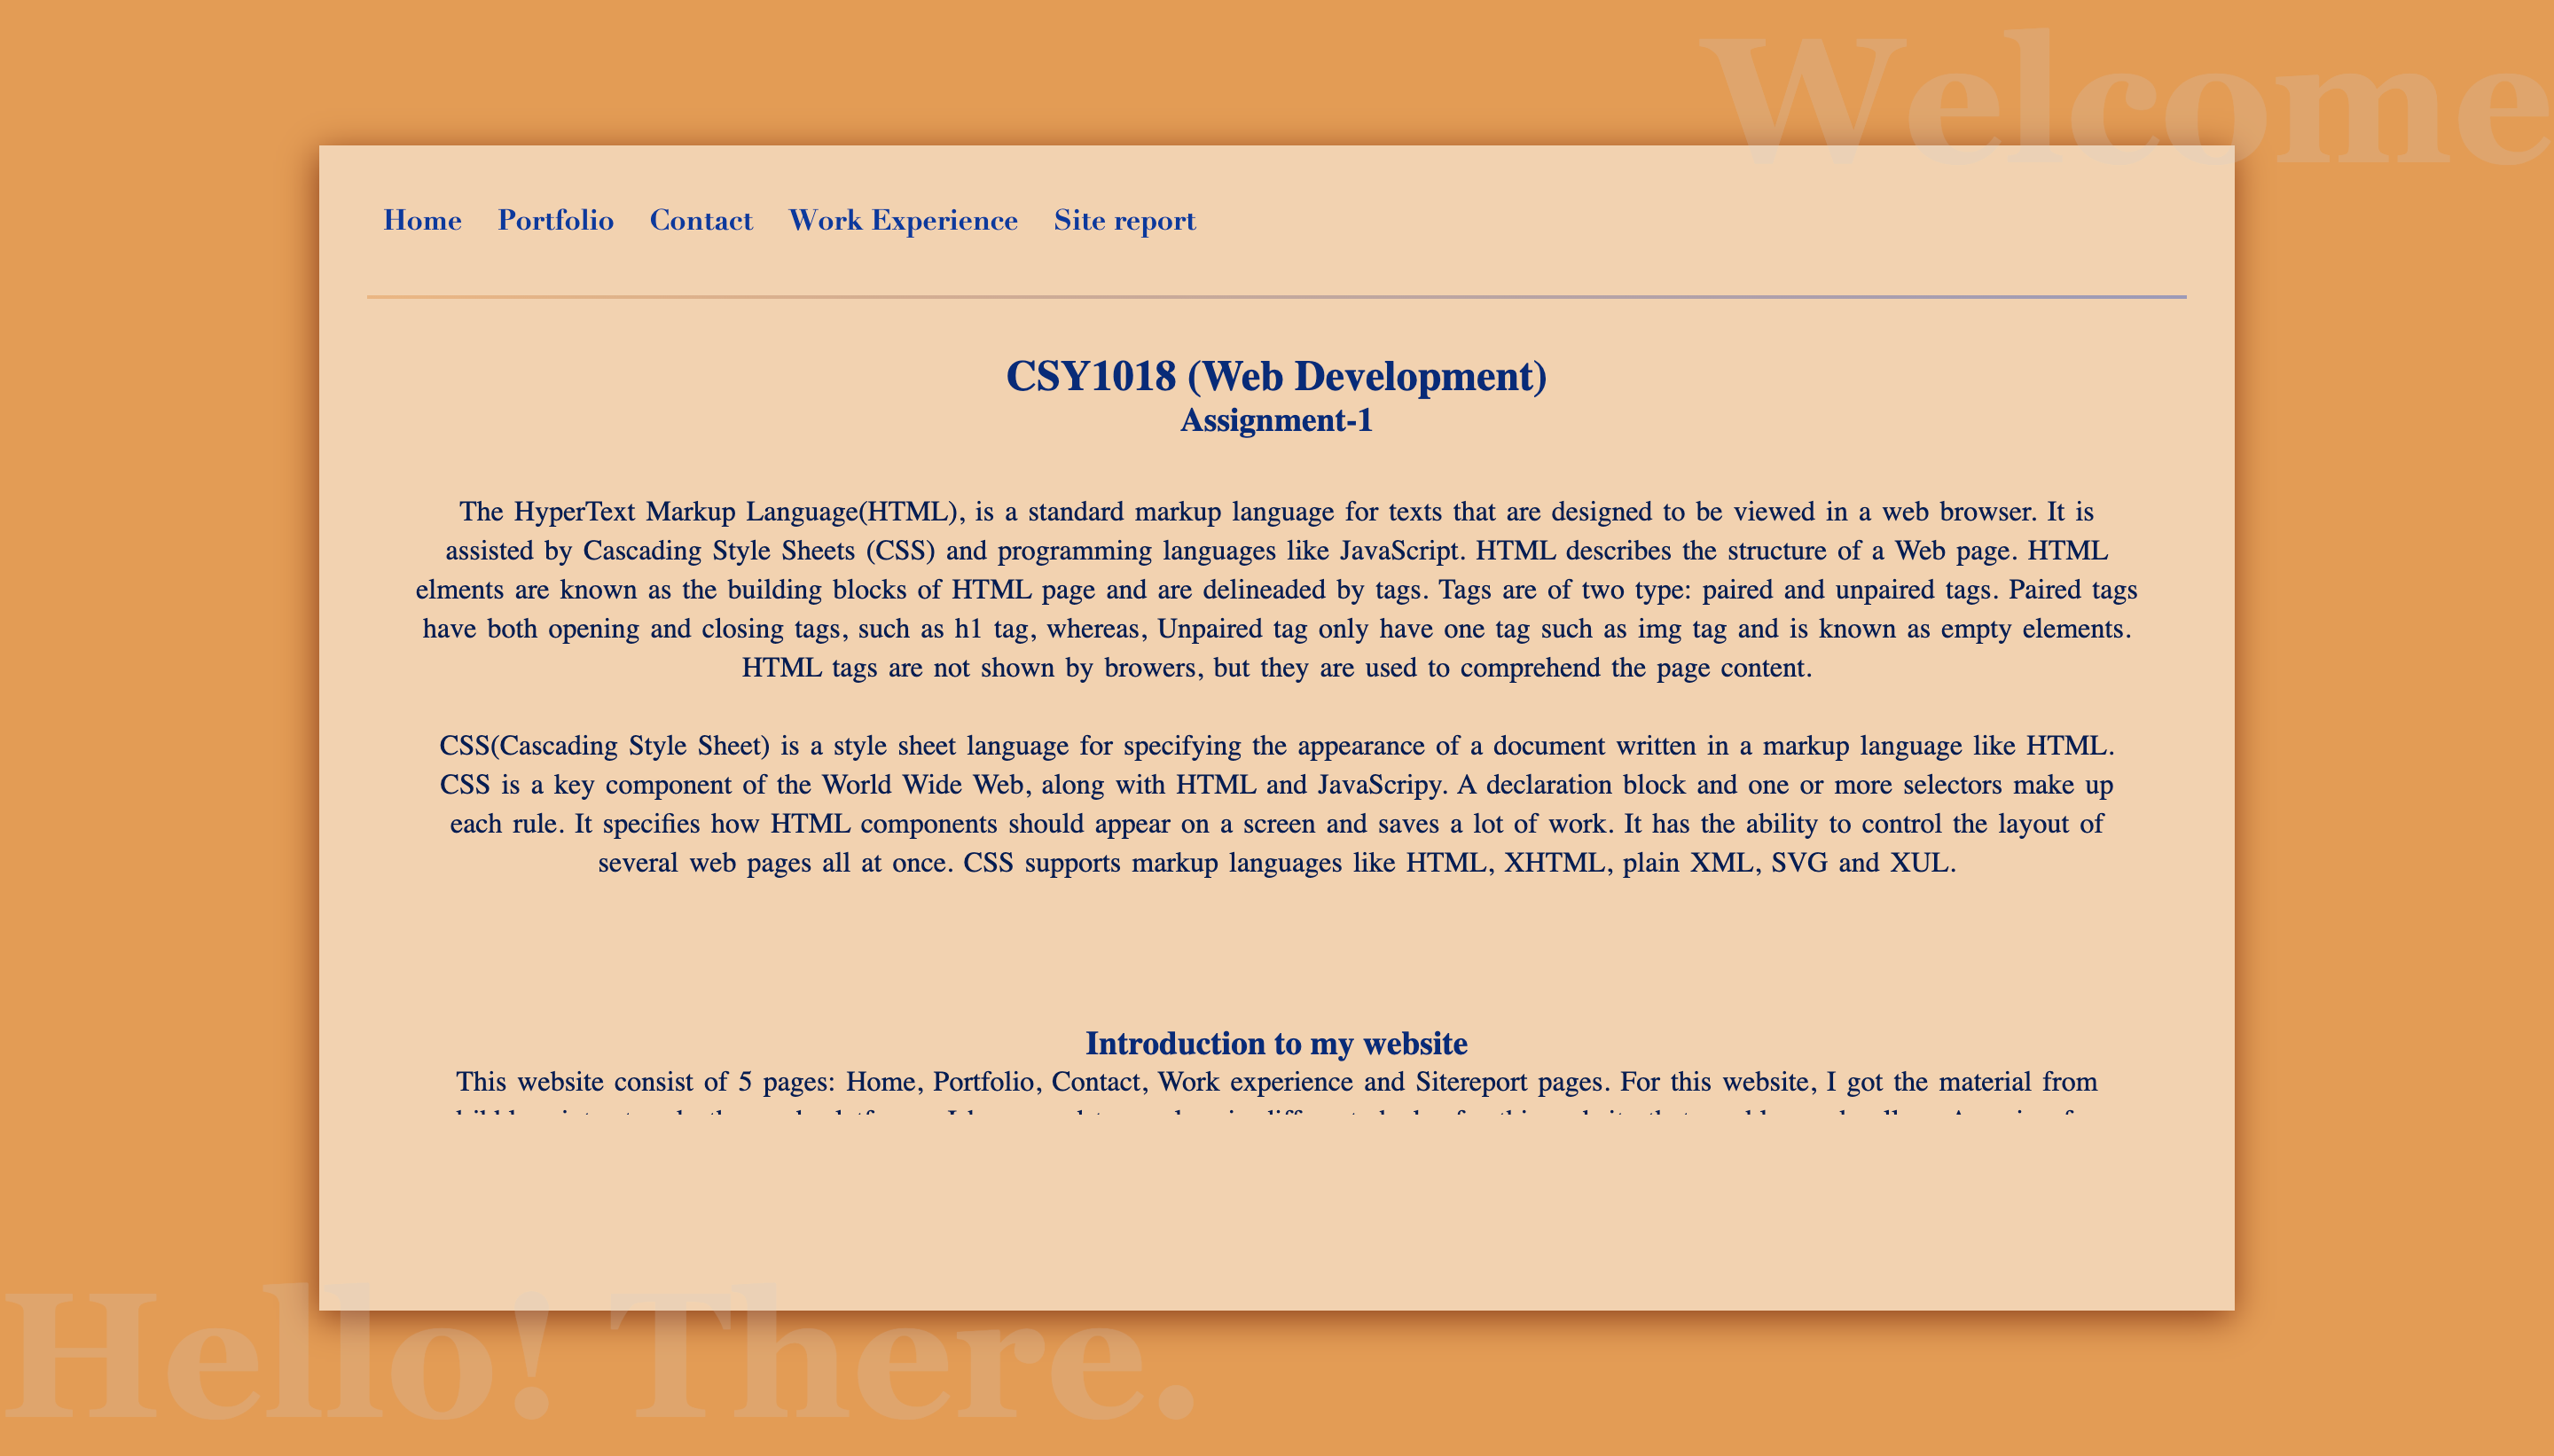 Welcome
Home Portfolio Contact Work Experience Site report
CSY1018 (Web Development)
Assignment-1
The HyperText Markup Language(HTML), is a standard markup language for texts that are designed to be viewed in a web browser. It is
assisted by Cascading Style Sheets (CSS) and programming languages like JavaScript. HTML describes the structure of a Web page. HTML
elments are known as the building blocks of HTML page and are delineaded by tags. Tags are of two type: paired and unpaired tags. Paired tags
have both opening and closing tags, such as h1 tag, whereas, Unpaired tag only have one tag such as img tag and is known as empty elements.
HTML tags are not shown by browers, but they are used to comprehend the page content.
CSS(Cascading Style Sheet) is a style sheet language for specifying the appearance of a document written in a markup language like HTML.
CSS is a key component of the World Wide Web, along with HTML and JavaScripy. A declaration block and one or more selectors make up
each rule. It specifies how HTML components should appear on a screen and saves a lot of work. It has the ability to control the layout of
several web pages all at once. CSS supports markup languages like HTML, XHTML, plain XML, SVG and XUL.
Introduction to my website
This website consist of 5 pages: Home, Portfolio, Contact, Work experience and Sitereport pages. For this website, I got the material from
Hello! There.